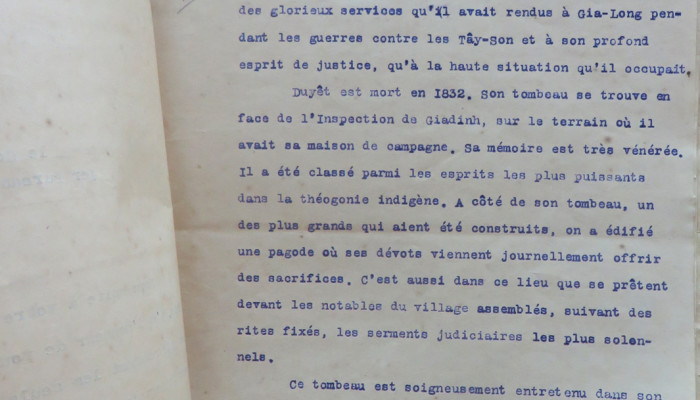 des glorieux services qu'il avait rendus à Gia-Long pen-
dant les guerres contre les Tây-Son et à son profond
esprit de justice, qu'à la haute situation qu'il occupait.
Duyêt est mort en 1832. Son tombeau se trouve en
face de l'Inspection de Giadinh, sur le terrain où il
avait sa maison de campagne. Sa mémoire est très vénérée.
Il a été classé parmi les esprits les plus puissants
dans la théogonie indigène. A côté de son tombeau, un
des plus grands qui aient été construits, on a édifié
une pagode où ses dévots viennent journellement offrir
des sacrifices. C'est aussi dans ce lieu que se prêtent
devant les notables du village assemblés, suivant des
rites fixés, les serments judiciaires les plus solen-
nels.
Ce tombeau est soigneusement entretenu dans son